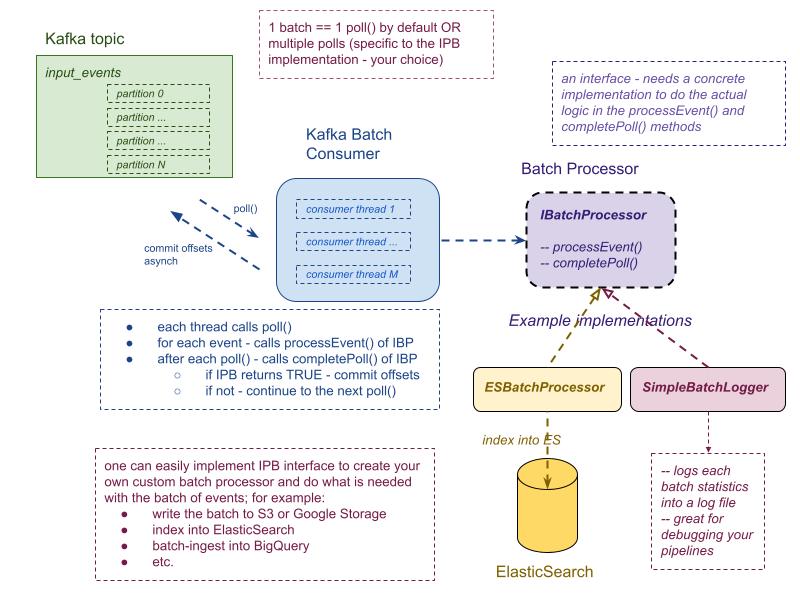 Kafka topic
input_events
partition 0
partition ...
partition ...
partition N
1 batch == 1 poll() by default OR
multiple polls (specific to the IPB
implementation - your choice)
an interface - needs a concrete
implementation to do the actual
logic in the processEvent() and
completePoll() methods
Kafka Batch
Consumer
Batch Processor
poll()
commit offsets
asynch
consumer thread 1
consumer thread ...
consumer thread M
IBatchProcessor
-- processEvent()
-- completePoll()
● each thread calls poll()
● for each event - calls processEvent() of IBP
● after each poll() - calls completePoll() of IBP
○ if IPB returns TRUE - commit offsets
○ if not - continue to the next poll()
Example implementations
ESBatchProcessor
SimpleBatchLogger
index into ES
one can easily implement IPB interface to create your
own custom batch processor and do what is needed
with the batch of events; for example:
● write the batch to S3 or Google Storage
● index into ElasticSearch
● batch-ingest into BigQuery
● etc.
-- logs each
batch statistics
into a log file
-- great for
debugging your
pipelines
ElasticSearch